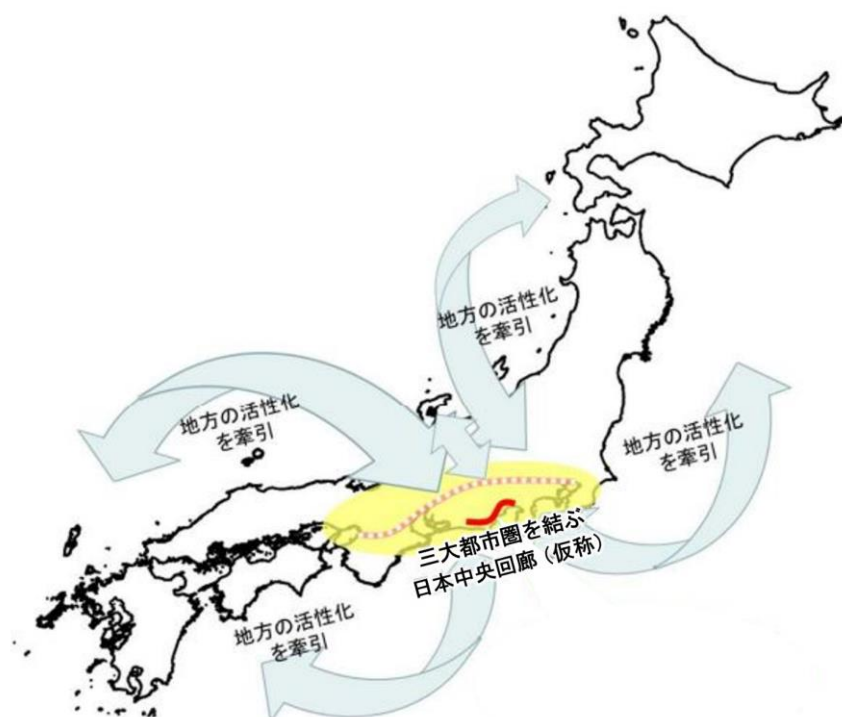 地方の活性化
を牽引
地方の活性化
を牽引
地方の活性化
を牽引
三大都市圏を結ぶ
日本中央回廊（仮称）
地方の活性化
を牽引